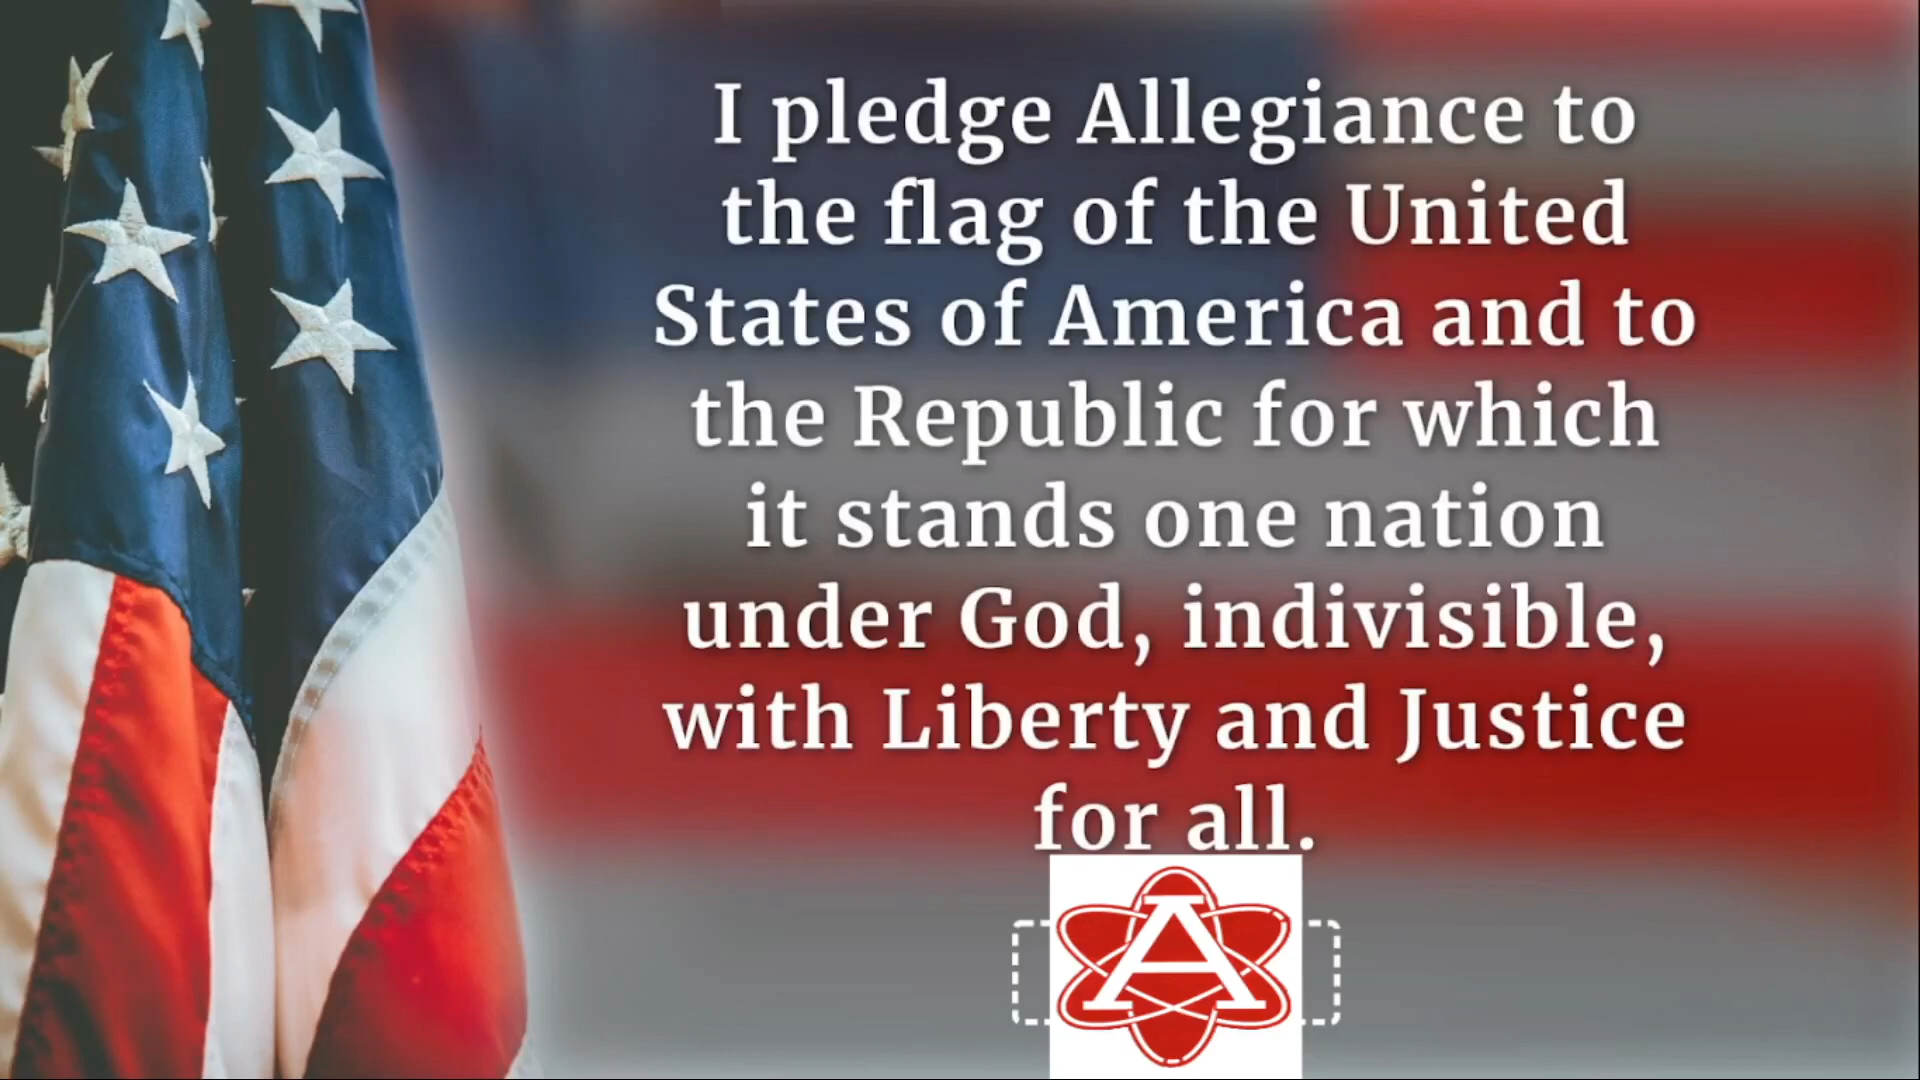 I pledge Allegiance to
the flag of the United
States of America and to
the Republic for which
it stands one nation
under God, indivisible,
with Liberty and Justice
for all.
A